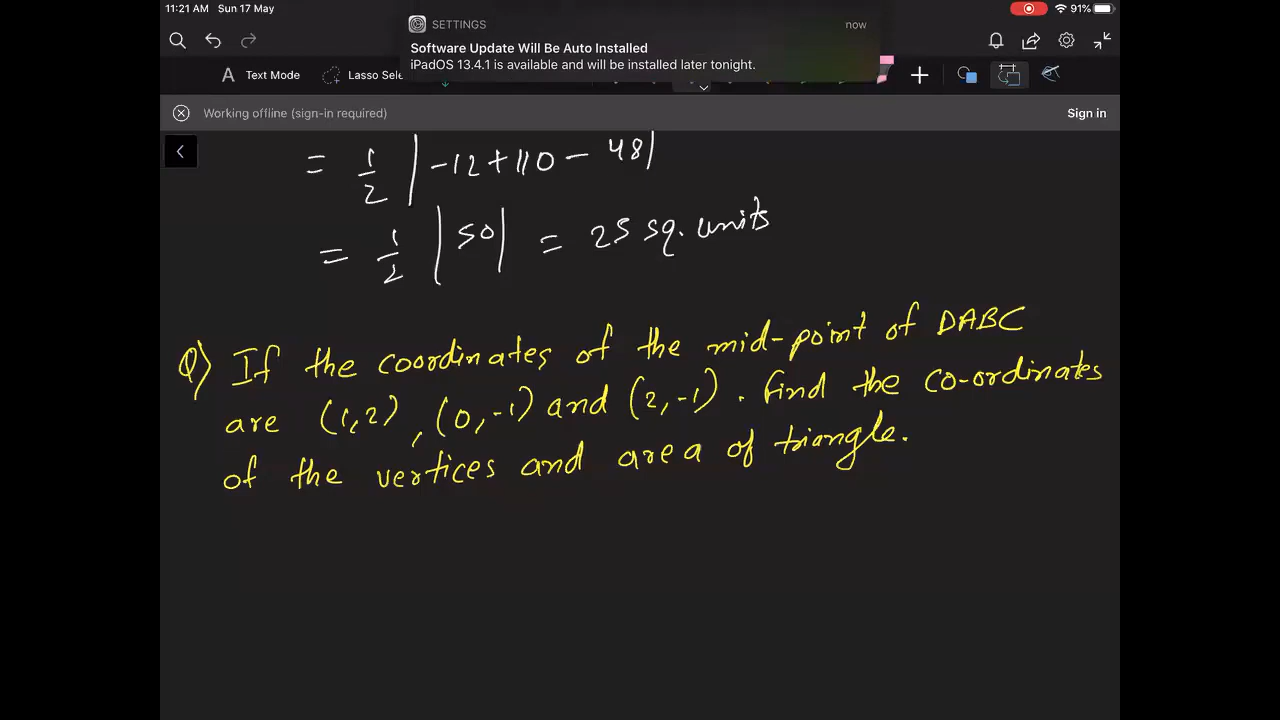 11:21 AM Sun 17 May
91%
SETTINGS
now
Software Update Will Be Auto Installed
iPadOS 13.4.1 is available and will be installed later tonight.
Text Mode
Lasso Sele
Working offline (sign-in required)
Sign in
= 1/2 |-12+110-48|
= 1/2 |50| = 25 sq. units
Q) If the coordinates of the mid-point of DABC
are (1,2), (0,-1) and (2,-1). Find the co-ordinates
of the vertices and area of triangle.